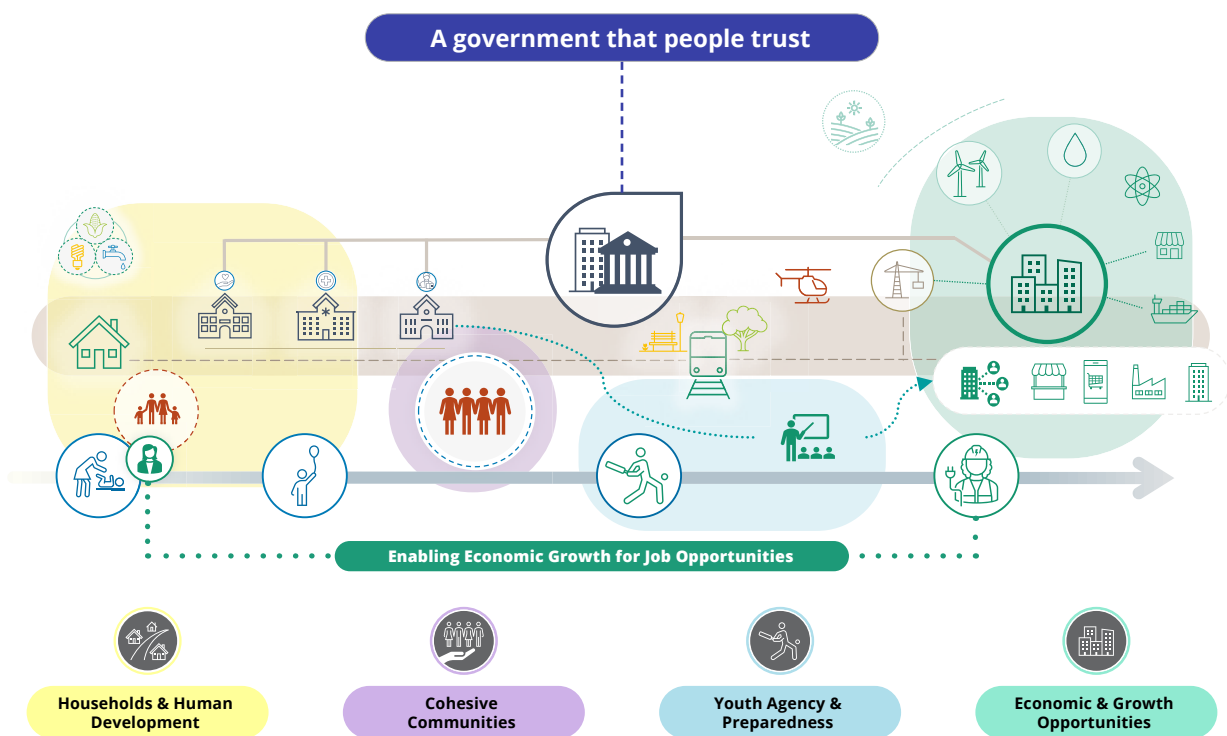 A government that people trust
Enabling Economic Growth for Job Opportunities
Households & Human
Development
Cohesive
Communities
Youth Agency &
Preparedness
Economic & Growth
Opportunities